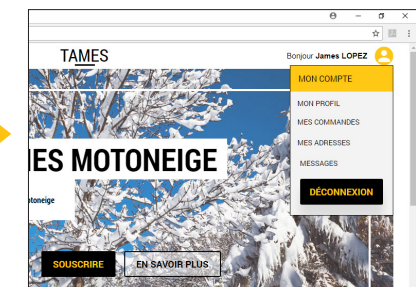 TAMES
Bonjour James LOPEZ
MON COMPTE
MON PROFIL
MES COMMANDES
MES ADRESSES
MESSAGES
DÉCONNEXION
IES MOTONEIGE
otoneige
SOUSCRIRE
EN SAVOIR PLUS